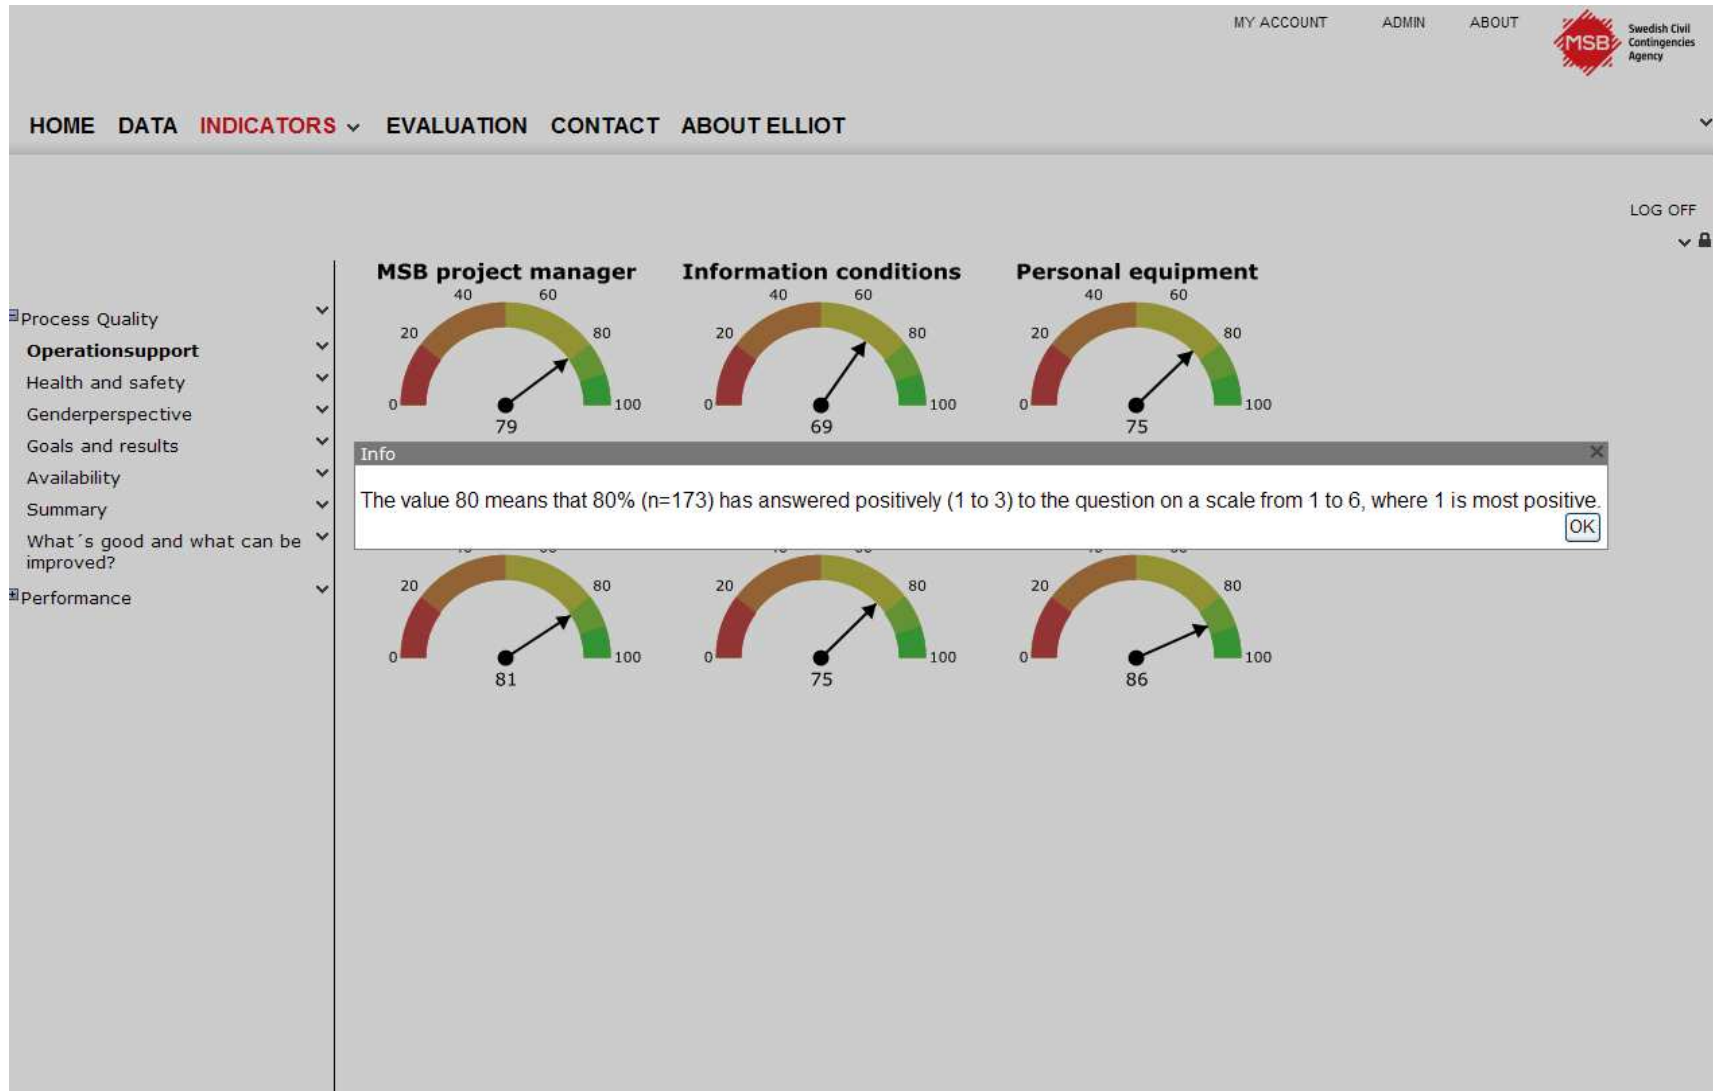 MY ACCOUNT ADMIN ABOUT
MSB
Swedish Civil
Contingencies
Agency
HOME DATA INDICATORS EVALUATION CONTACT ABOUT ELLIOT
LOG OFF
Process Quality
Operationsupport
Health and safety
Genderperspective
Goals and results
Availability
Summary
What´s good and what can be
improved?
Performance
MSB project manager
0 20 40 60 80 100
79
Information conditions
0 20 40 60 80 100
69
Personal equipment
0 20 40 60 80 100
75
Info
The value 80 means that 80% (n=173) has answered positively (1 to 3) to the question on a scale from 1 to 6, where 1 is most positive.
OK
0 20 80 100
81
0 20 80 100
75
0 20 80 100
86